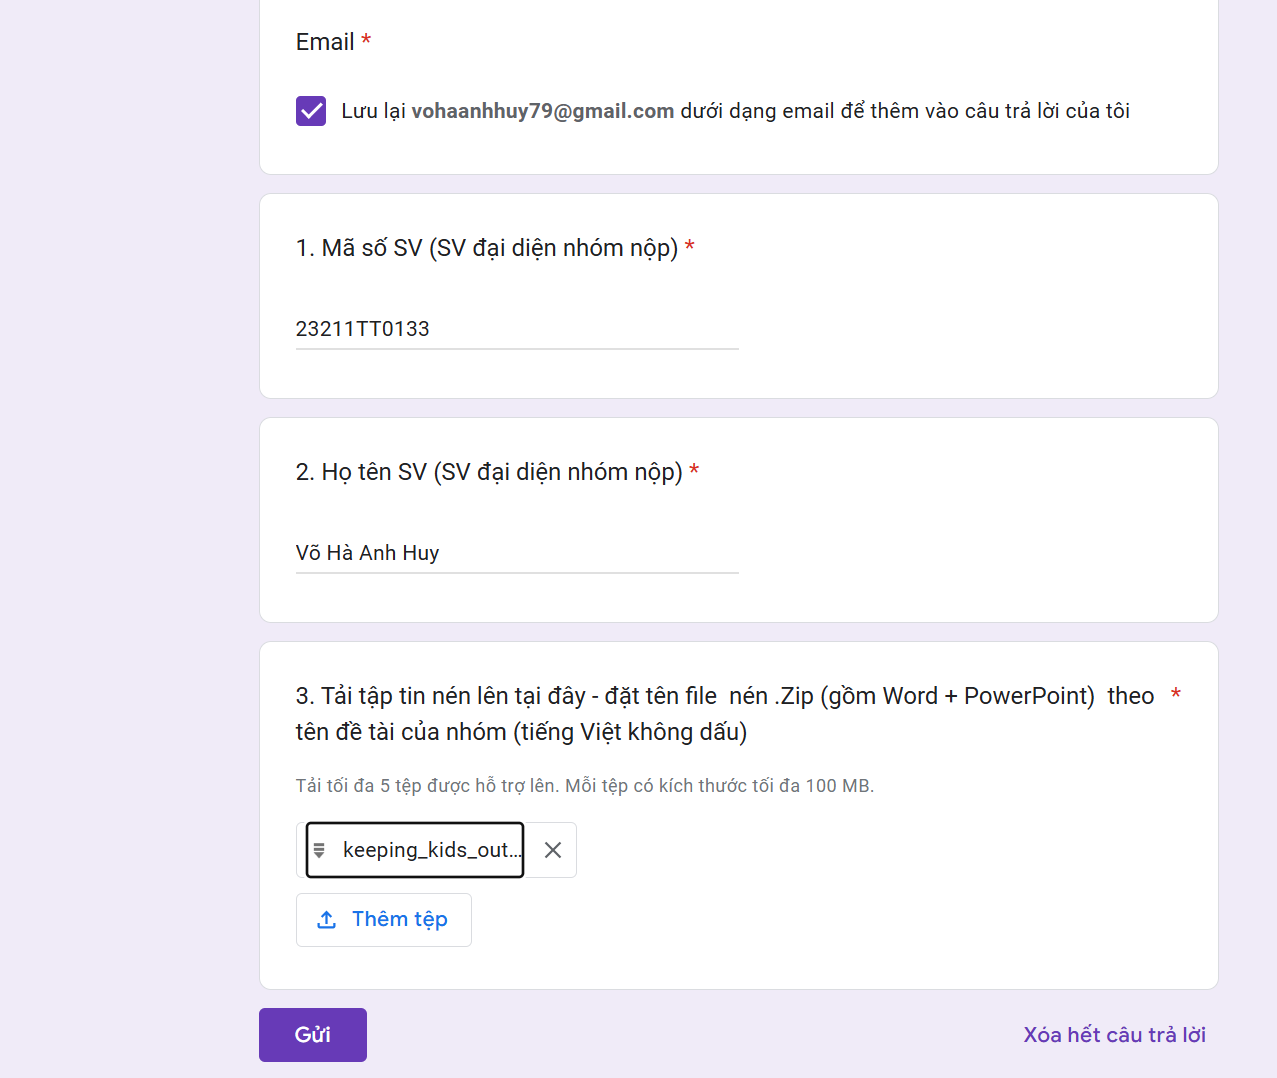 Email *
Lưu lại vohaanhhuy79@gmail.com dưới dạng email để thêm vào câu trả lời của tôi
1. Mã số SV (SV đại diện nhóm nộp) *
23211TT0133
2. Họ tên SV (SV đại diện nhóm nộp) *
Võ Hà Anh Huy
3. Tải tập tin nén lên tại đây - đặt tên file  nén .Zip (gồm Word + PowerPoint)  theo *
tên đề tài của nhóm (tiếng Việt không dấu)
Tải tối đa 5 tệp được hỗ trợ lên. Mỗi tệp có kích thước tối đa 100 MB.
keeping_kids_out...
Thêm tệp
Gửi
Xóa hết câu trả lời